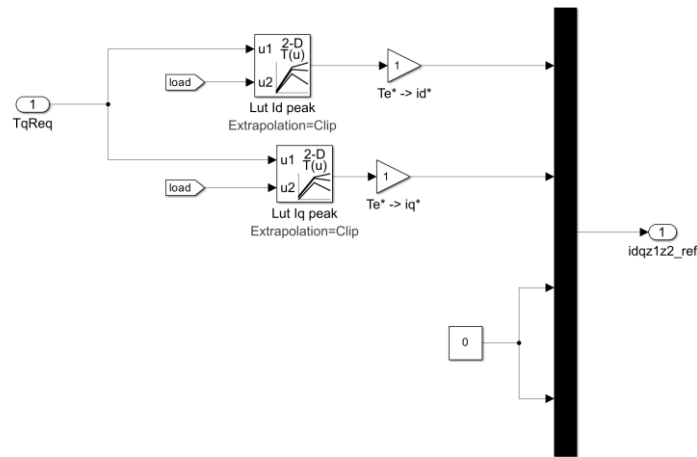 2-D
T(u)
u1
u2
load
1
Te* -> id*
Lut Id peak
Extrapolation=Clip
1
TqReq
2-D
T(u)
u1
u2
load
1
Te* -> iq*
Lut Iq peak
Extrapolation=Clip
1
idqz1z2_ref
0